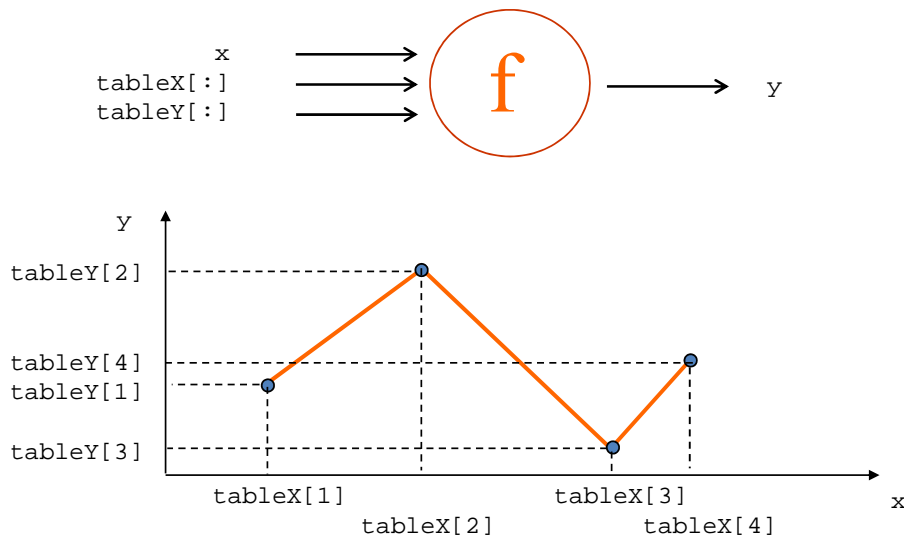 x
tableX[:]
tableY[:]
f
y
y
tableY[2]
tableY[4]
tableY[1]
tableY[3]
tableX[1]
tableX[3]
x
tableX[2]
tableX[4]